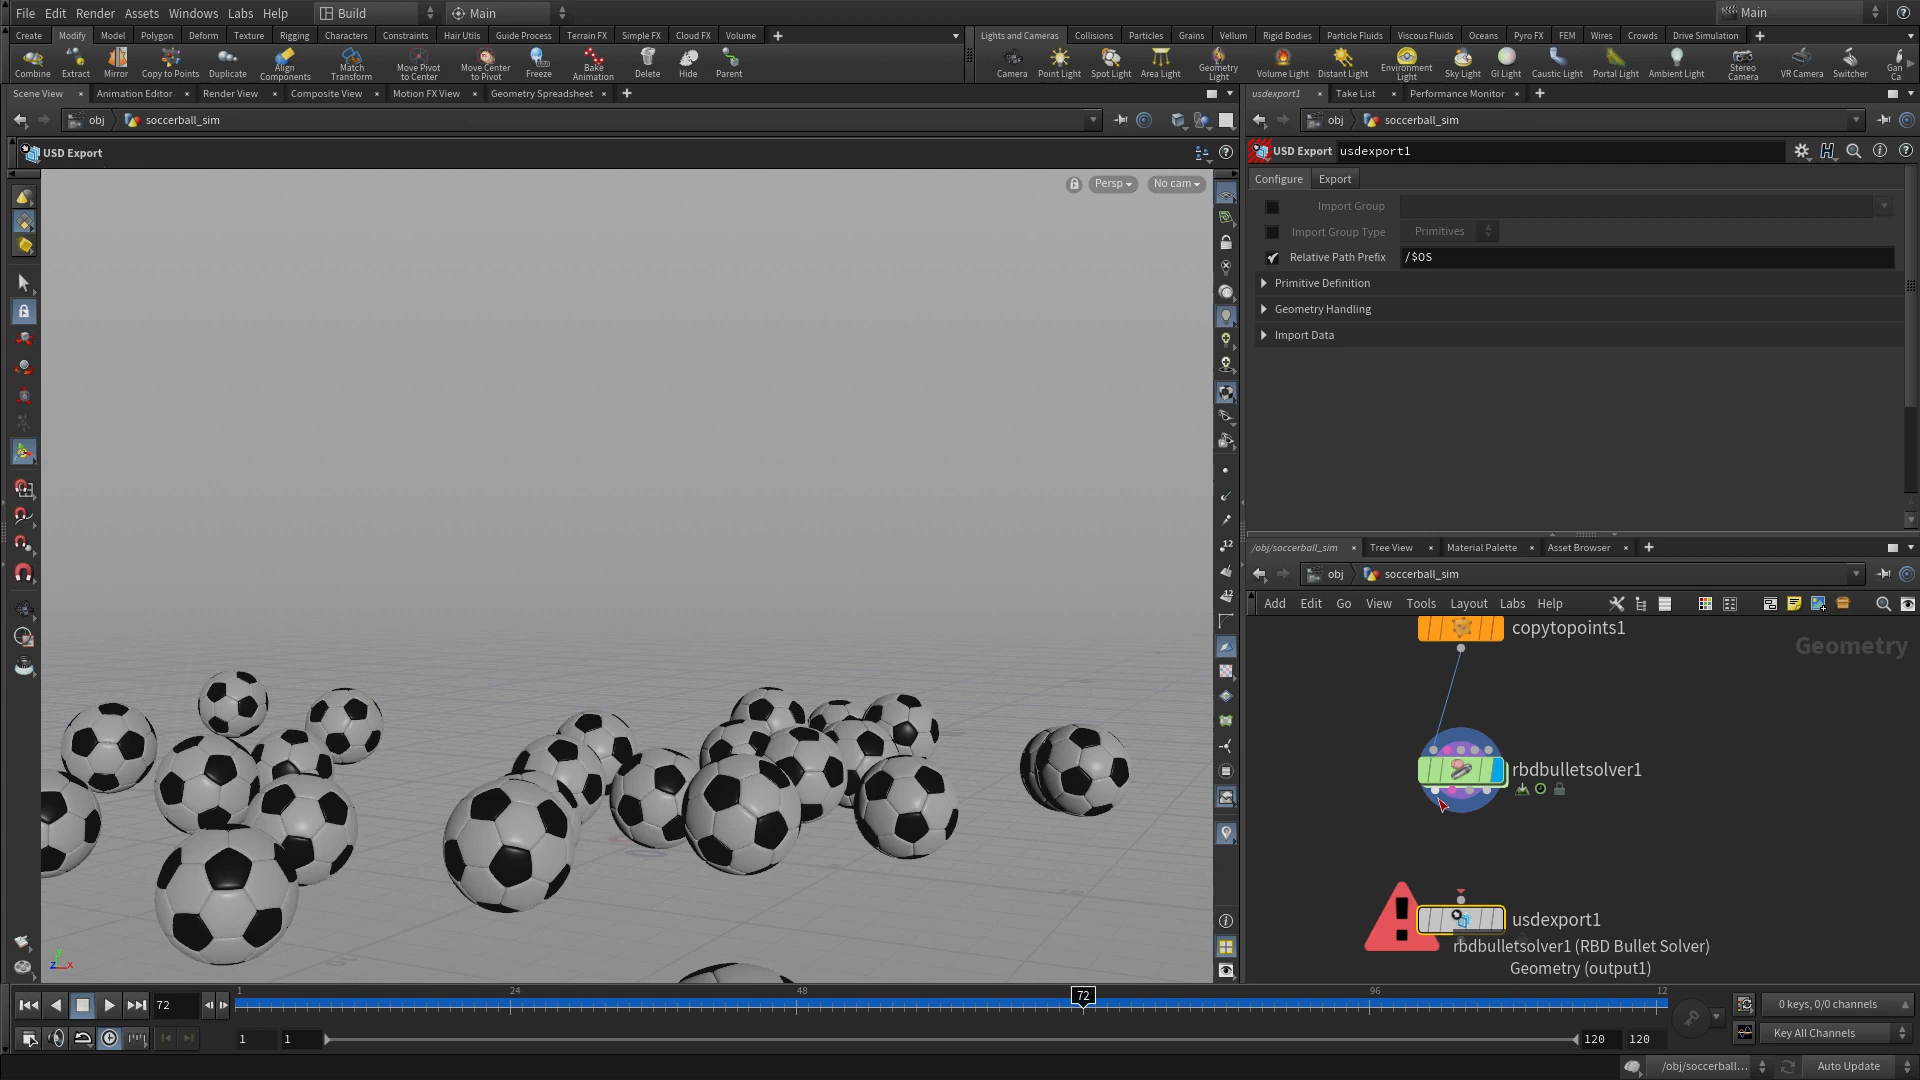 File Edit Render Assets Windows Labs Help Build Main Main
Create Modify Model Polygon Deform Texture Rigging Characters Constraints Hair Utils Guide Process Terrain FX Simple FX Cloud FX Volume
Lights and Cameras Collisions Particles Grains Vellum Rigid Bodies Particle Fluids Viscous Fluids Oceans Pyro FX FEM Wires Crowds Drive Simulation
Combine Extract Mirror Copy to Points Duplicate Align Components Match Transform Move Pivot to Center Move Center to Pivot Freeze Bake Animation Delete Hide Parent
Camera Point Light Spot Light Area Light Geometry Light Volume Light Distant Light Environment Light Sky Light GI Light Caustic Light Portal Light Ambient Light Stereo Camera VR Camera Switcher Gan Ca
Scene View Animation Editor Render View Composite View Motion FX View Geometry Spreadsheet
usdexport1 Take List Performance Monitor
obj soccerball_sim
obj soccerball_sim
USD Export
USD Export usdexport1
Configure Export
Persp No cam
Import Group
Import Group Type Primitives
Relative Path Prefix /$OS
Primitive Definition
Geometry Handling
Import Data
12
12
/obj/soccerball_sim Tree View Material Palette Asset Browser
obj soccerball_sim
Add Edit Go View Tools Layout Labs Help
copytopoints1
Geometry
rbdbulletsolver1
usdexport1
rbdbulletsolver1 (RBD Bullet Solver)
Geometry (output1)
y
z x
72 1 24 48 72 96 12
0 keys, 0/0 channels
1 1 120 120 Key All Channels
/obj/soccerball... Auto Update